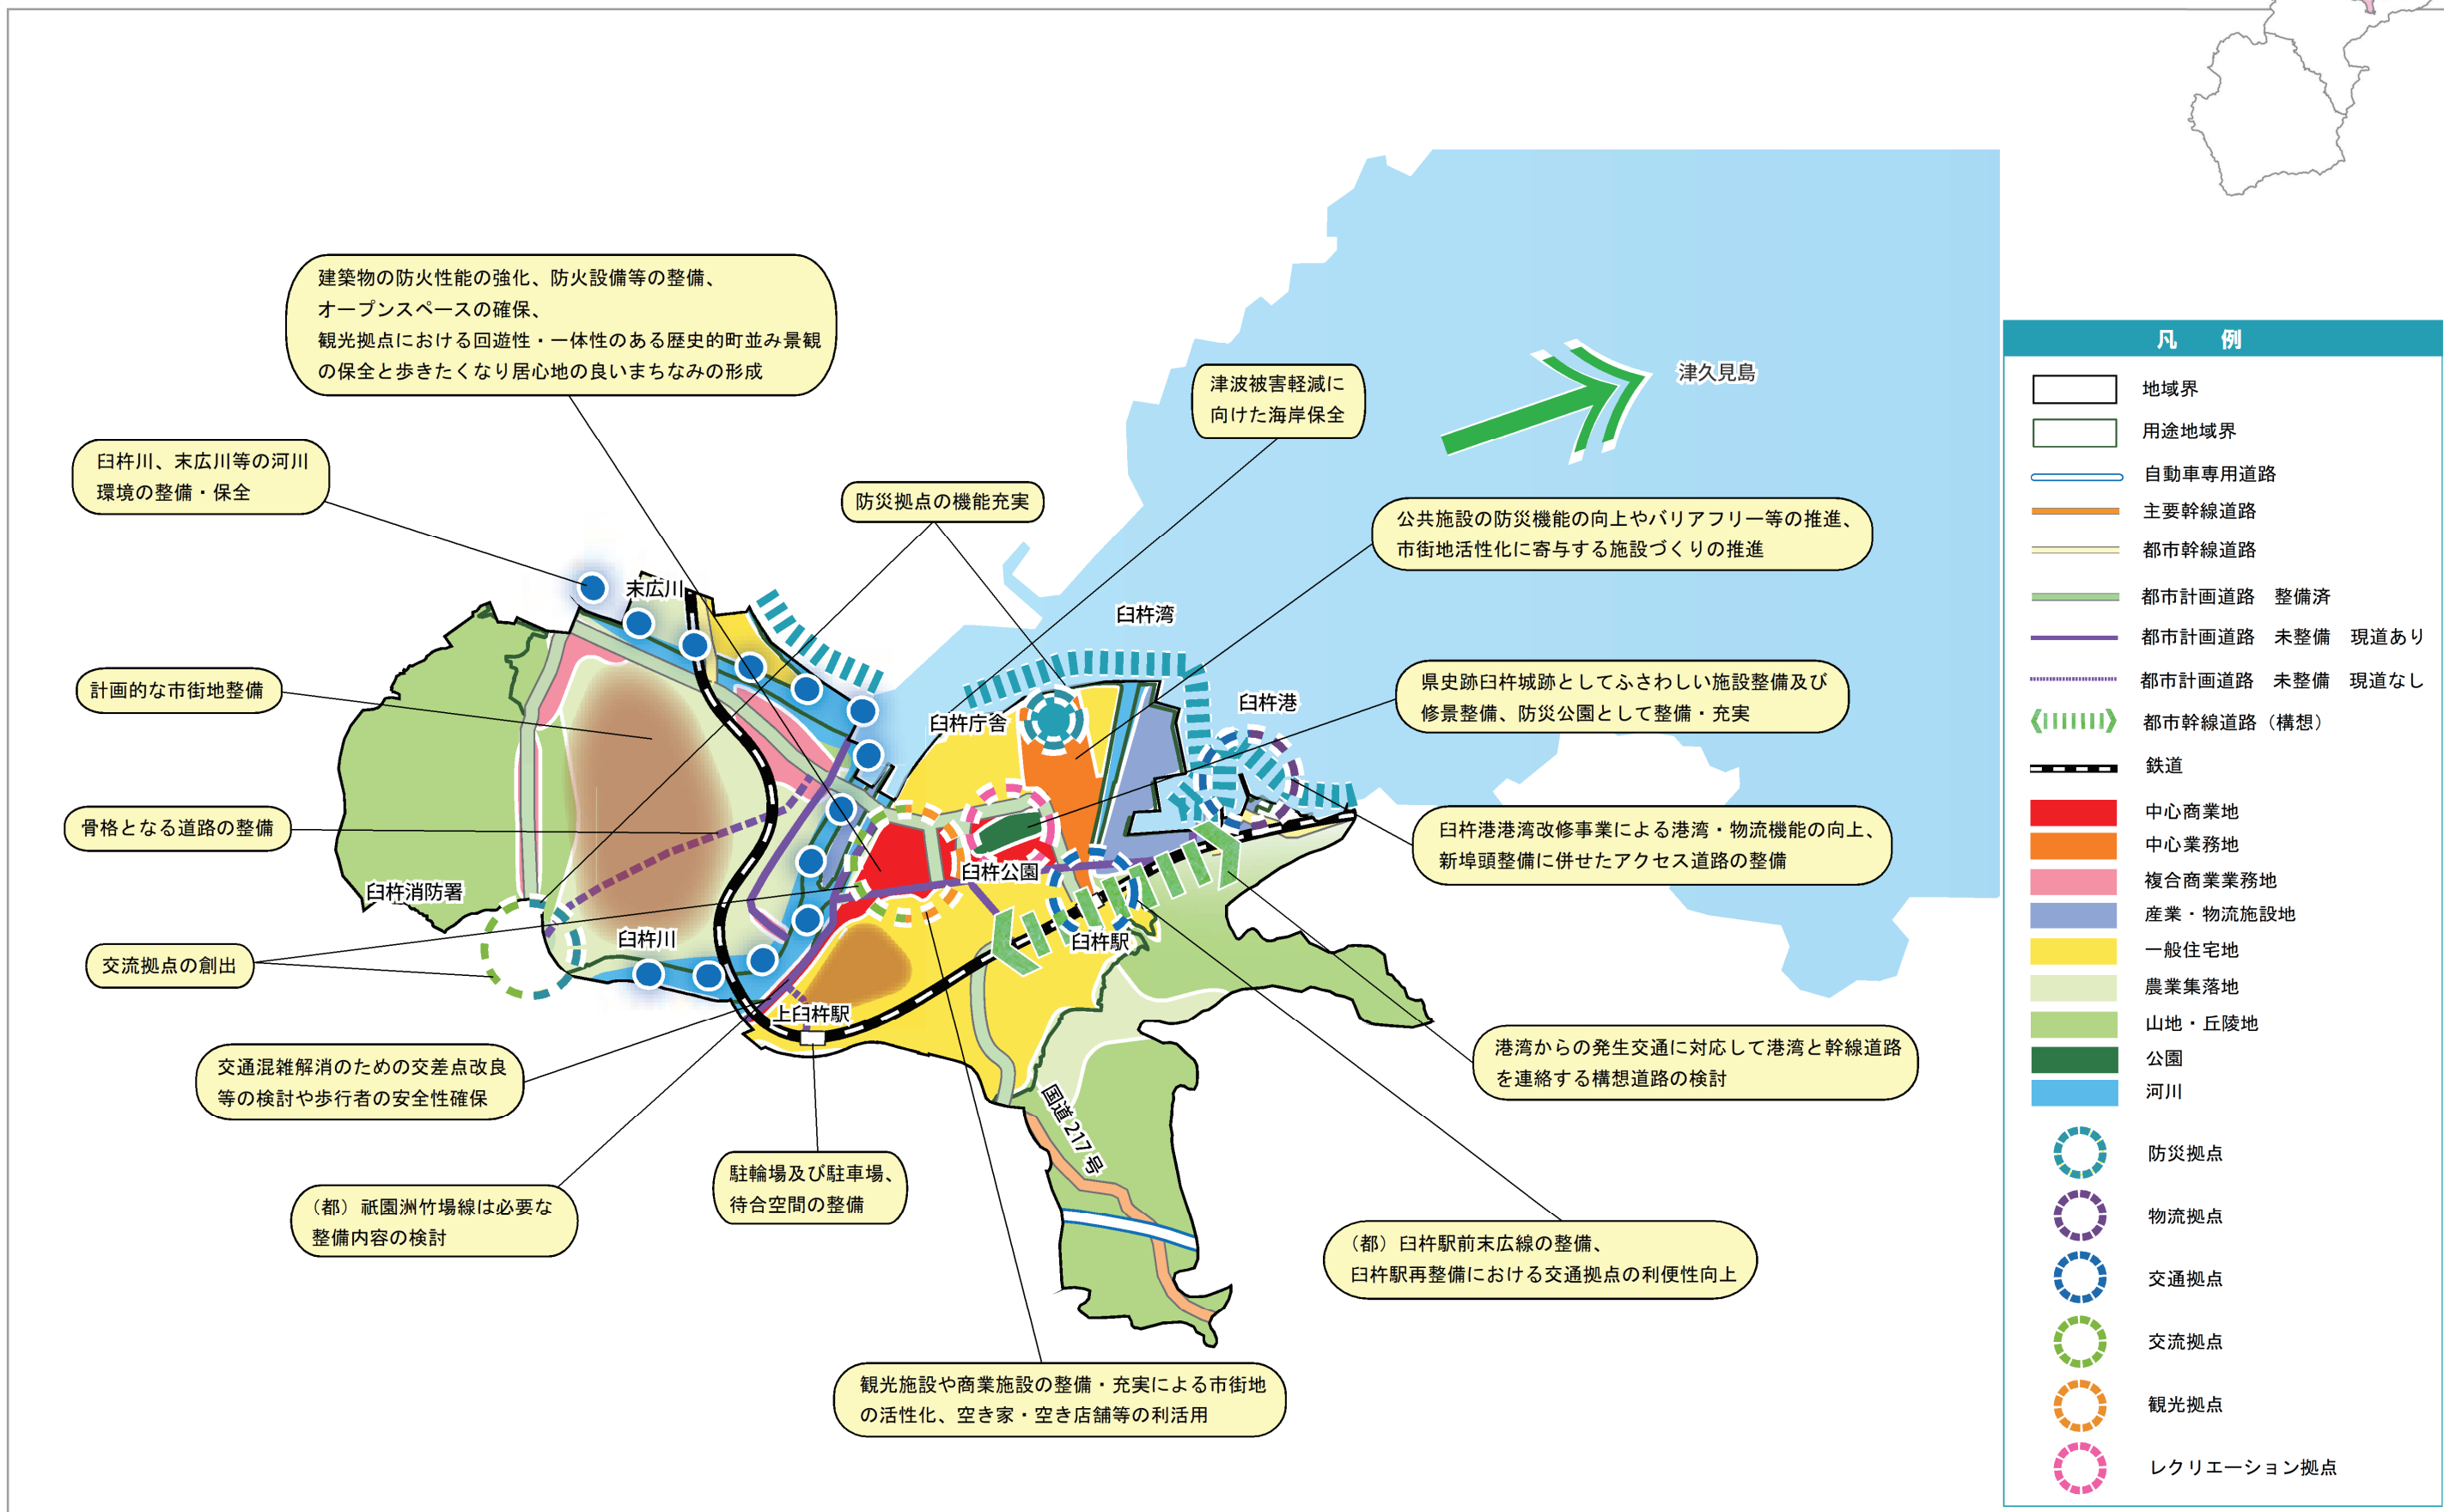 建築物の防火性能の強化、防火設備等の整備、
オープンスペースの確保、
観光拠点における回遊性・一体性のある歴史的町並み景観
の保全と歩きたくなり居心地の良いまちなみの形成
津波被害軽減に
向けた海岸保全
津久見島
臼杵川、末広川等の河川
環境の整備・保全
防災拠点の機能充実
公共施設の防災機能の向上やバリアフリー等の推進、
市街地活性化に寄与する施設づくりの推進
末広川
臼杵湾
計画的な市街地整備
県史跡臼杵城跡としてふさわしい施設整備及び
修景整備、防災公園として整備・充実
臼杵庁舎
臼杵港
骨格となる道路の整備
臼杵港港湾改修事業による港湾・物流機能の向上、
新埠頭整備に併せたアクセス道路の整備
臼杵公園
臼杵消防署
臼杵川
臼杵駅
交流拠点の創出
上臼杵駅
交通混雑解消のための交差点改良
等の検討や歩行者の安全性確保
港湾からの発生交通に対応して港湾と幹線道路
を連絡する構想道路の検討
国道217号
駐輪場及び駐車場、
待合空間の整備
（都）祇園洲竹場線は必要な
整備内容の検討
（都）臼杵駅前末広線の整備、
臼杵駅再整備における交通拠点の利便性向上
観光施設や商業施設の整備・充実による市街地
の活性化、空き家・空き店舗等の利活用
凡　例
地域界
用途地域界
自動車専用道路
主要幹線道路
都市幹線道路
都市計画道路　整備済
都市計画道路　未整備　現道あり
都市計画道路　未整備　現道なし
都市幹線道路（構想）
鉄道
中心商業地
中心業務地
複合商業業務地
産業・物流施設地
一般住宅地
農業集落地
山地・丘陵地
公園
河川
防災拠点
物流拠点
交通拠点
交流拠点
観光拠点
レクリエーション拠点